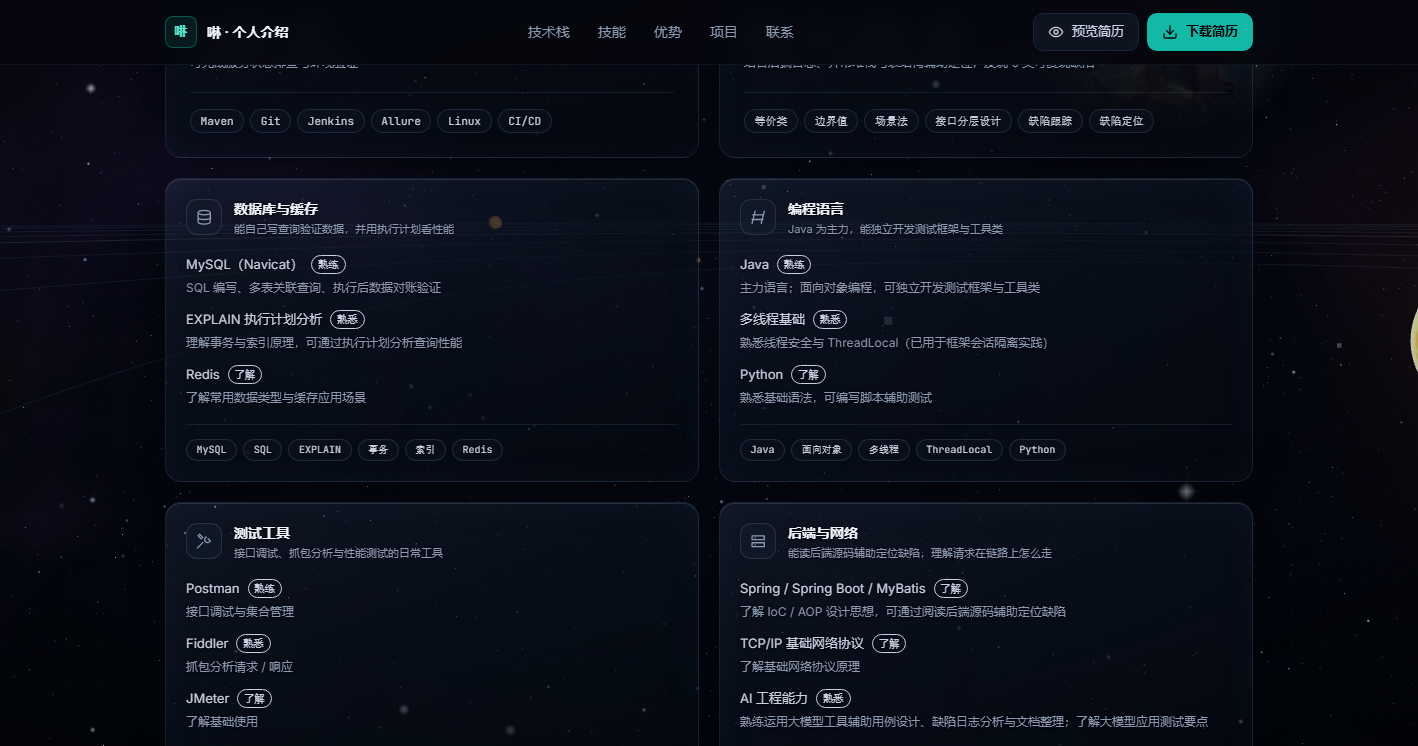 咻
咻 · 个人介绍
技术栈
技能
优势
项目
联系
预览简历
下载简历
Maven
Git
Jenkins
Allure
Linux
CI/CD
等价类
边界值
场景法
接口分层设计
缺陷跟踪
缺陷定位
数据库与缓存
能自己写查询验证数据，并用执行计划看性能
MySQL（Navicat） 熟练
SQL 编写、多表关联查询、执行后数据对账验证
EXPLAIN 执行计划分析 熟悉
理解事务与索引原理，可通过执行计划分析查询性能
Redis 了解
了解常用数据类型与缓存应用场景
MySQL
SQL
EXPLAIN
事务
索引
Redis
编程语言
Java 为主力，能独立开发测试框架与工具类
Java 熟练
主力语言；面向对象编程，可独立开发测试框架与工具类
多线程基础 熟悉
熟悉线程安全与 ThreadLocal（已用于框架会话隔离实践）
Python 了解
熟悉基础语法，可编写脚本辅助测试
Java
面向对象
多线程
ThreadLocal
Python
测试工具
接口调试、抓包分析与性能测试的日常工具
Postman 熟练
接口调试与集合管理
Fiddler 熟悉
抓包分析请求 / 响应
JMeter 了解
了解基础使用
后端与网络
能读后端源码辅助定位缺陷，理解请求在链路上怎么走
Spring / Spring Boot / MyBatis 了解
了解 IoC / AOP 设计思想，可通过阅读后端源码辅助定位缺陷
TCP/IP 基础网络协议 了解
了解基础网络协议原理
AI 工程能力 熟悉
熟练运用大模型工具辅助用例设计、缺陷日志分析与文档整理；了解大模型应用测试要点